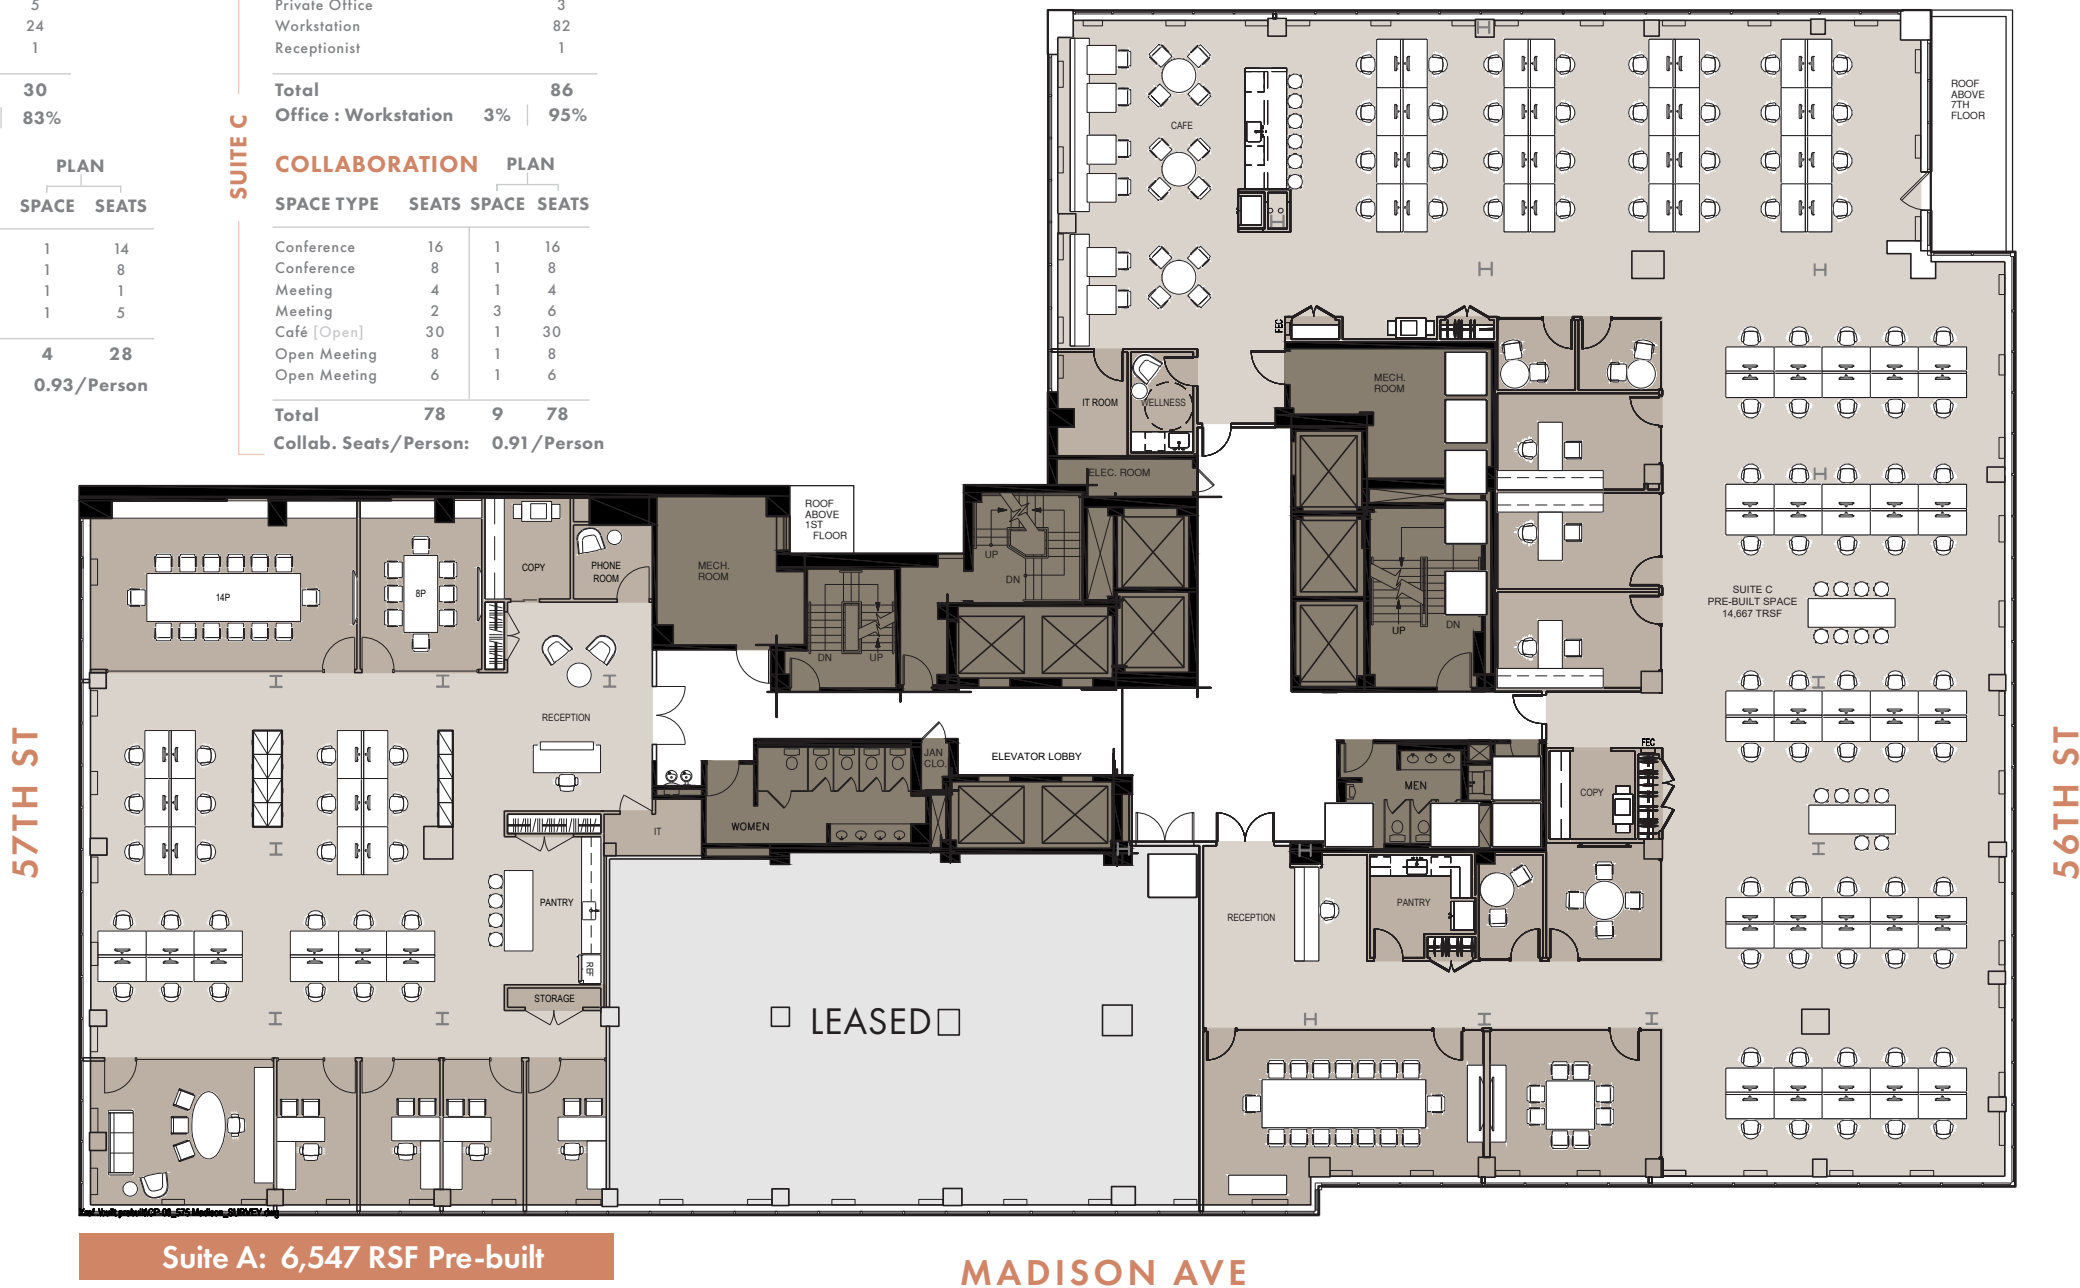 5
24
1
30
83%
PLAN
SPACE SEATS
1 14
1 8
1 1
1 5
4 28
0.93/Person
SUITE C
Private Office 3
Workstation 82
Receptionist 1
Total 86
Office : Workstation 3% 95%
COLLABORATION PLAN
SPACE TYPE SEATS SPACE SEATS
Conference 16 1 16
Conference 8 1 8
Meeting 4 1 4
Meeting 2 3 6
Café [Open] 30 1 30
Open Meeting 8 1 8
Open Meeting 6 1 6
Total 78 9 78
Collab. Seats/Person: 0.91/Person
ROOF
ABOVE
7TH
FLOOR
CAFE
FEC
MECH.
ROOM
IT ROOM
WELLNESS
ELEC. ROOM
ROOF
ABOVE
1ST
FLOOR
UP
DN
MECH.
ROOM
COPY
PHONE
ROOM
14P
8P
DN
UP
UP
DN
SUITE C
PRE-BUILT SPACE
14,667 TRSF
RECEPTION
57TH ST
56TH ST
JAN
CLO.
ELEVATOR LOBBY
WOMEN
MEN
IT
FEC
COPY
PANTRY
REF
STORAGE
RECEPTION
PANTRY
LEASED
Suite A: 6,547 RSF Pre-built
MADISON AVE